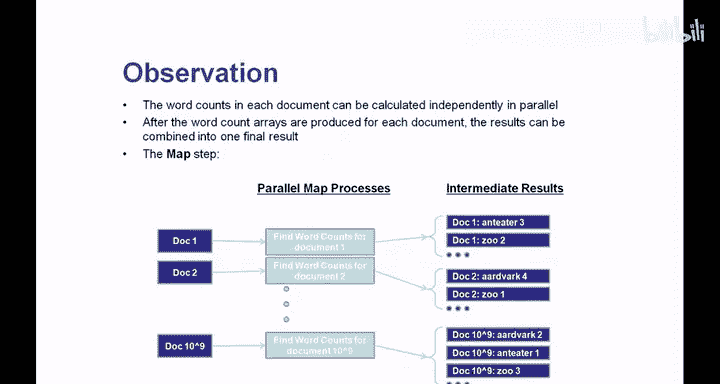 bilibili
Observation
• The word counts in each document can be calculated independently in parallel
• After the word count arrays are produced for each document, the results can be
combined into one final result
• The Map step:
Parallel Map Processes
Intermediate Results
Doc 1
Find Word Counts for
document 1
Doc 1: anteater 3
Doc 1: zoo 2
Doc 2
Find Word Counts for
document 2
Doc 2: aardvark 4
Doc 2: zoo 1
Doc 10^9
Find Word Counts for
document 10^9
Doc 10^9: aardvark 2
Doc 10^9: anteater 1
Doc 10^9: zoo 3